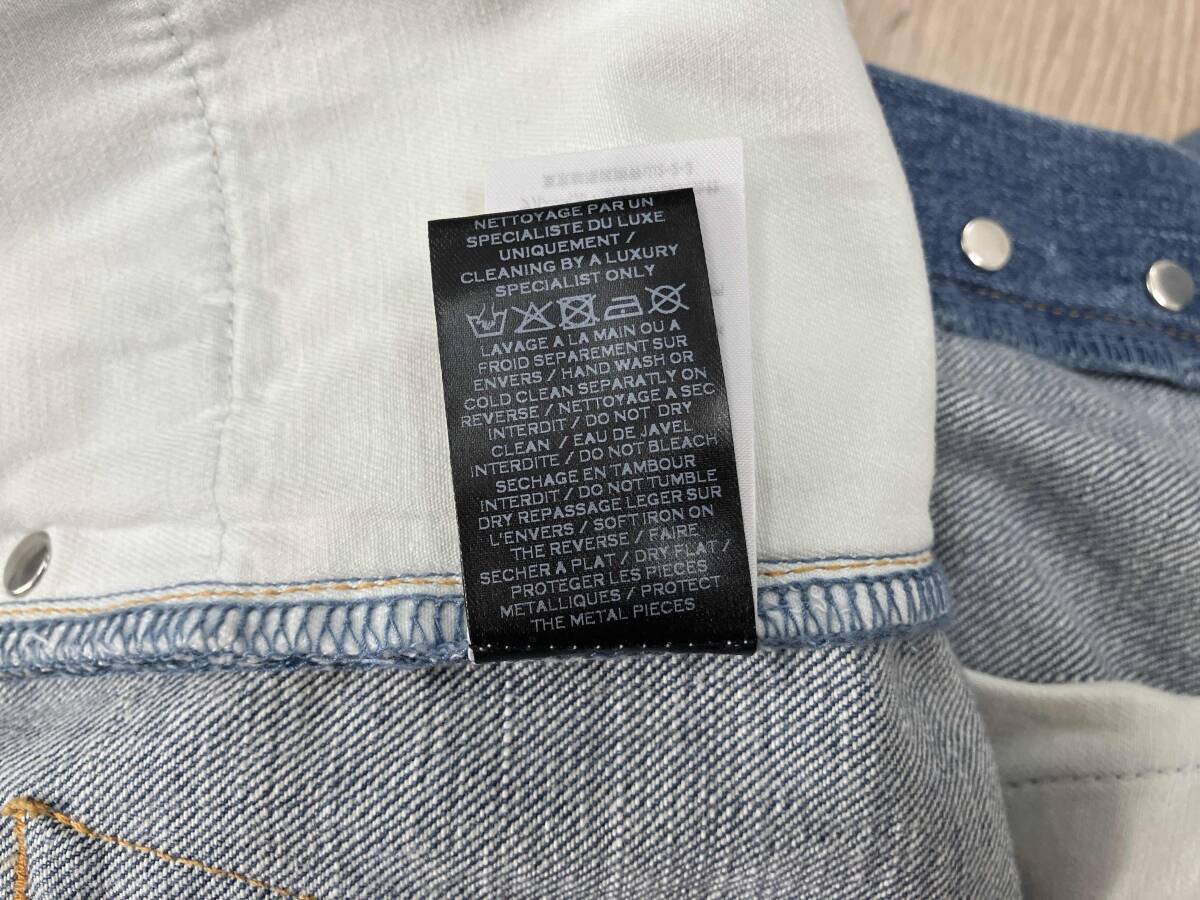 NETTOYAGE PAR UN
SPECIALISTE DU LUXE
UNIQUEMENT /
CLEANING BY A LUXURY
SPECIALIST ONLY
LAVAGE A LA MAIN OU A
FROID SEPAREMENT SUR
ENVERS / HAND WASH OR
COLD CLEAN SEPARATLY ON
REVERSE / NETTOYAGE A SEC
INTERDIT / DO NOT DRY
CLEAN / EAU DE JAVEL
INTERDITE / DO NOT BLEACH
SECHAGE EN TAMBOUR
INTERDIT / DO NOT TUMBLE
DRY REPASSAGE LEGER SUR
L'ENVERS / SOFT IRON ON
THE REVERSE / FAIRE
SECHER A PLAT / DRY FLAT /
PROTEGER LES PIECES
METALLIQUES / PROTECT
THE METAL PIECES